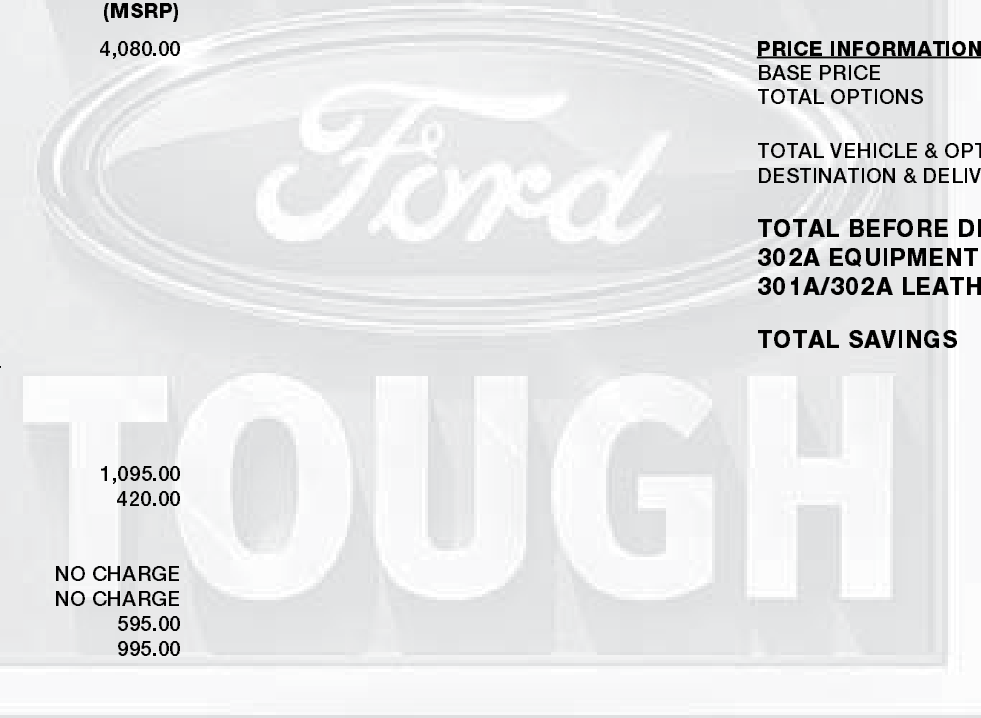 (MSRP)
4,080.00
1,095.00
420.00
NO CHARGE
NO CHARGE
595.00
995.00
Ford
TOUGH
PRICE INFORMATION
BASE PRICE
TOTAL OPTIONS
TOTAL VEHICLE & OPT
DESTINATION & DELIV
TOTAL BEFORE DI
302A EQUIPMENT
301A/302A LEATH
TOTAL SAVINGS